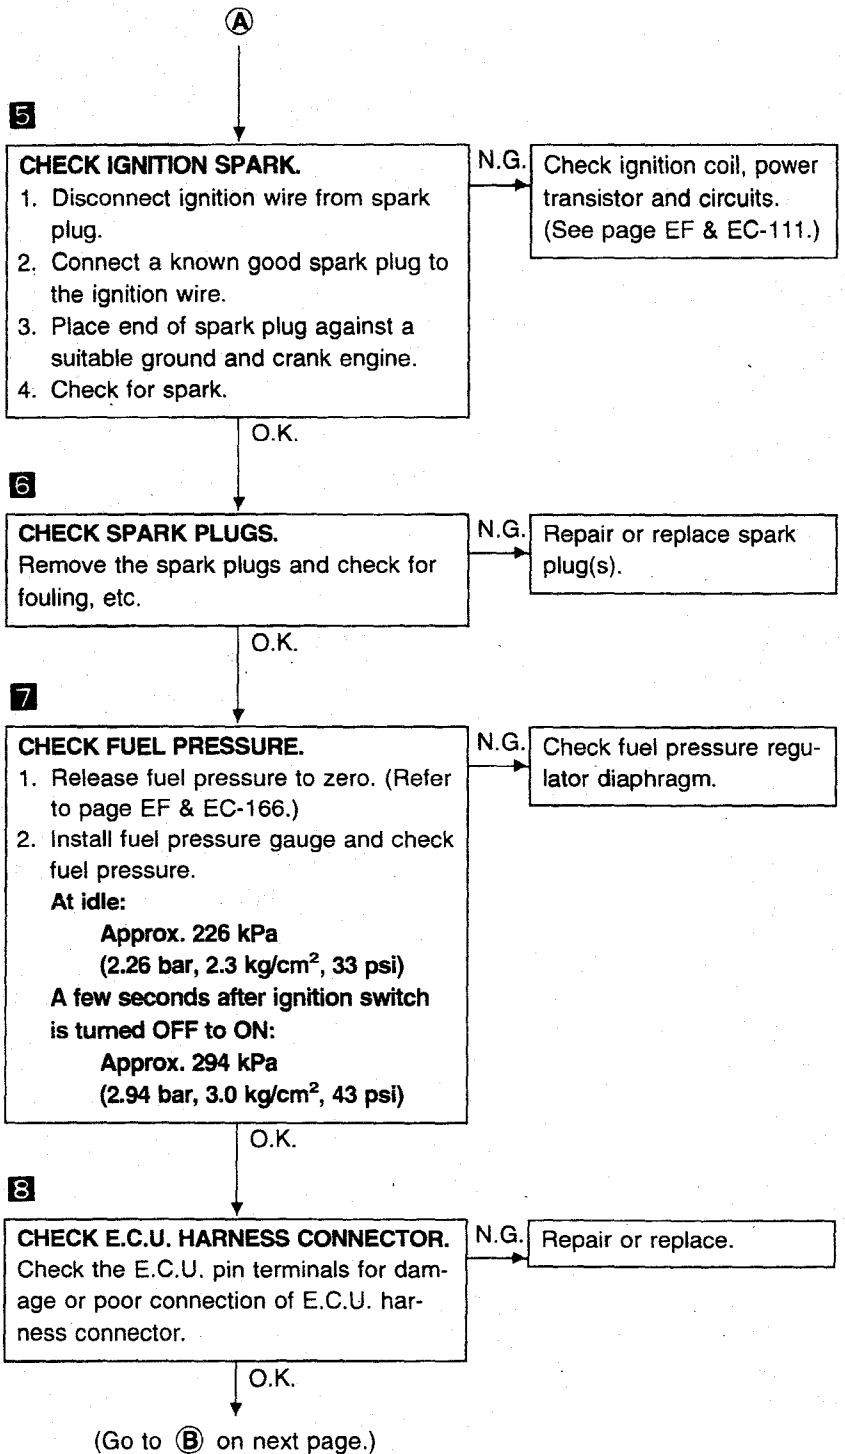 A
5
CHECK IGNITION SPARK.
1. Disconnect ignition wire from spark
plug.
2. Connect a known good spark plug to
the ignition wire.
3. Place end of spark plug against a
suitable ground and crank engine.
4. Check for spark.
N.G.
Check ignition coil, power
transistor and circuits.
(See page EF & EC-111.)
O.K.
6
CHECK SPARK PLUGS.
Remove the spark plugs and check for
fouling, etc.
N.G.
Repair or replace spark
plug(s).
O.K.
7
CHECK FUEL PRESSURE.
1. Release fuel pressure to zero. (Refer
to page EF & EC-166.)
2. Install fuel pressure gauge and check
fuel pressure.
At idle:
Approx. 226 kPa
(2.26 bar, 2.3 kg/cm², 33 psi)
A few seconds after ignition switch
is turned OFF to ON:
Approx. 294 kPa
(2.94 bar, 3.0 kg/cm², 43 psi)
N.G.
Check fuel pressure regu-
lator diaphragm.
O.K.
8
CHECK E.C.U. HARNESS CONNECTOR.
Check the E.C.U. pin terminals for dam-
age or poor connection of E.C.U. har-
ness connector.
N.G.
Repair or replace.
O.K.
(Go to B on next page.)